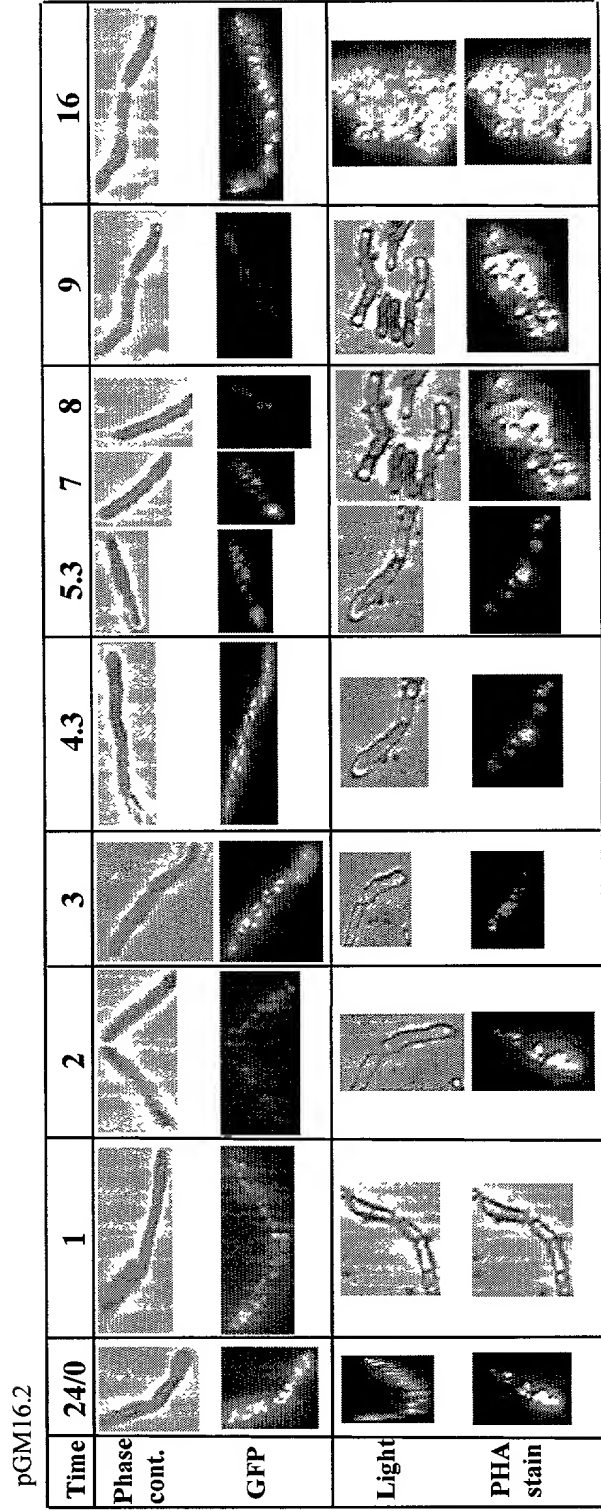 pGM16.2
Time 24/0 1 2 3 4.3 5.3 7 8 9 16
Phase
cont.
GFP
Light
PHA
stain